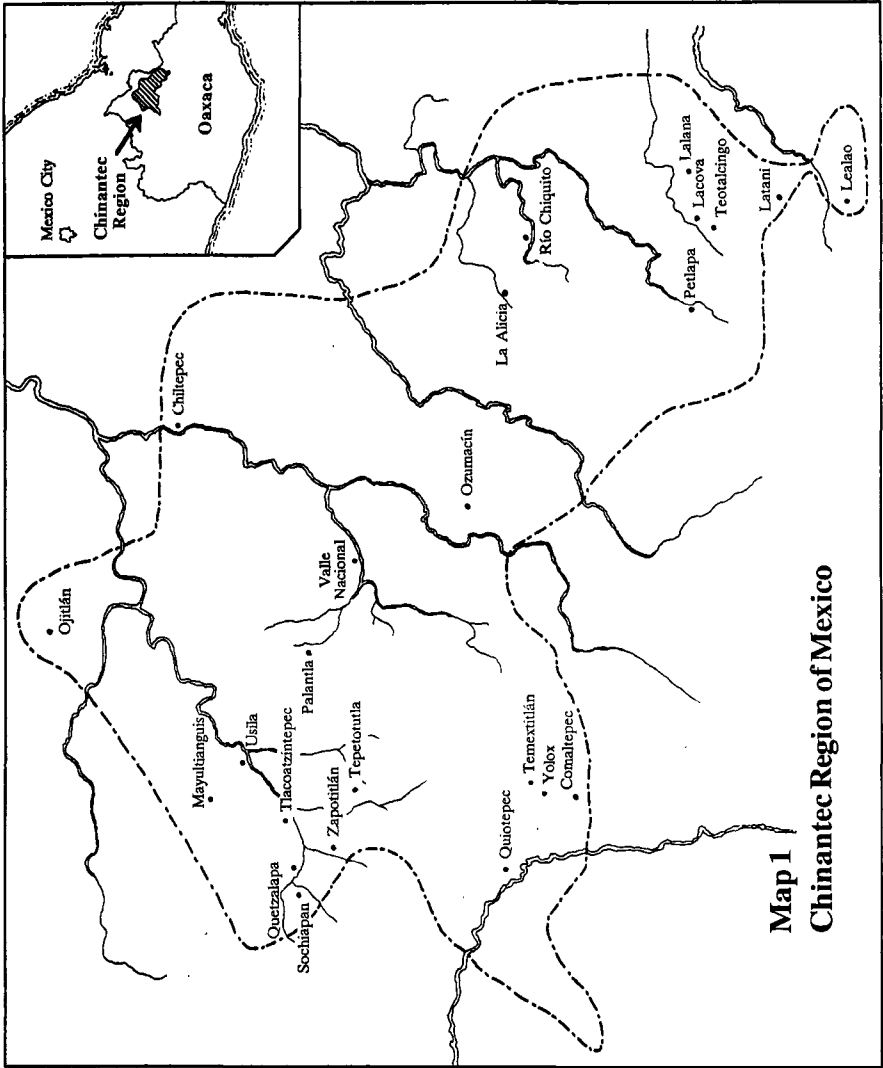 Mexico City
Chinantec
Region
Oaxaca
Ojitlán
Chiltepec
Mayultianguis
Usila
Tlacoatzintepec
Palantla
Valle
Nacional
Quetzalapa
Sochiapan
Zapotitlán
Tepetotutla
Ozumacín
La Alicia
Río Chiquito
Quiotepec
Temextitlán
Yolox
Comaltepec
Petlapa
Lalana
Lacova
Teotalcingo
Latani
Lealao
Map 1
Chinantec Region of Mexico